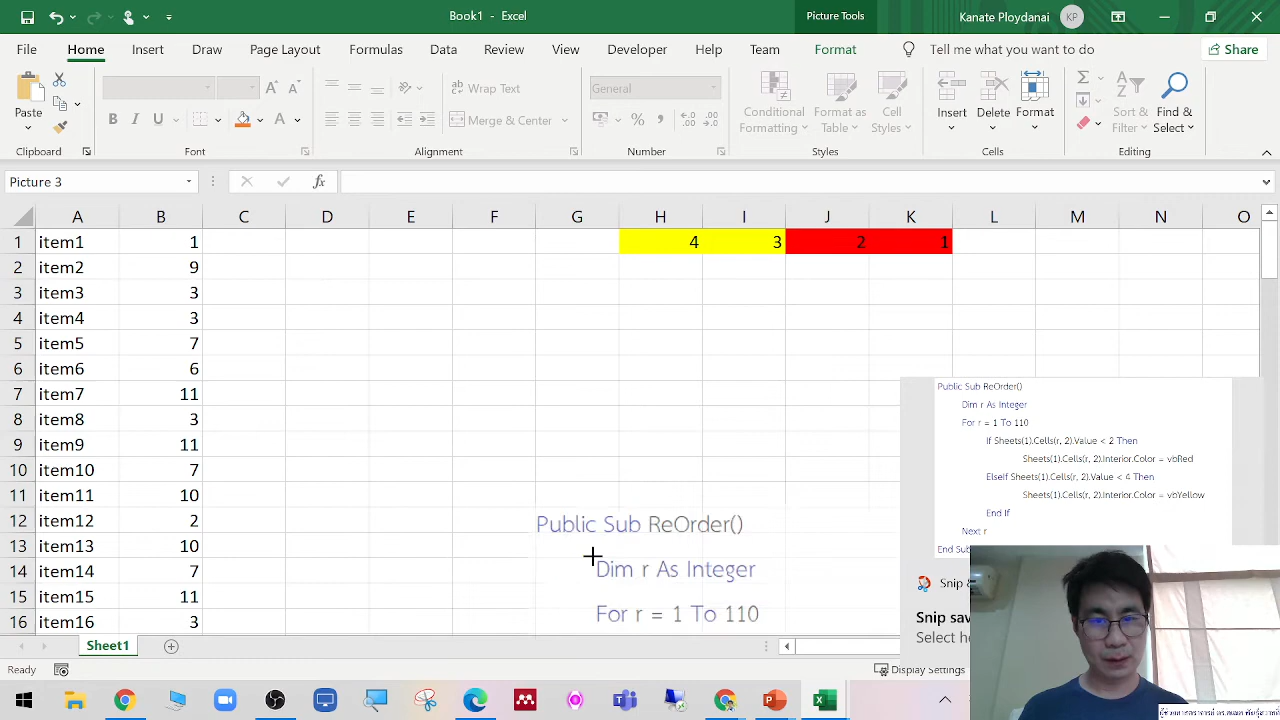 Book1 - Excel
Picture Tools
Kanate Ploydanai
KP
File Home Insert Draw Page Layout Formulas Data Review View Developer Help Team Format Tell me what you want to do Share
Paste
Wrap Text
Merge & Center
General
Conditional Formatting
Format as Table
Cell Styles
Insert
Delete
Format
Sort & Filter
Find & Select
Clipboard Font Alignment Number Styles Cells Editing
Picture 3
fx
A B C D E F G H I J K L M N O
1 item1 1 4 3 2 1
2 item2 9
3 item3 3
4 item4 3
5 item5 7
6 item6 6
7 item7 11
8 item8 3
9 item9 11
10 item10 7
11 item11 10
12 item12 2
13 item13 10
14 item14 7
15 item15 11
16 item16 3
Public Sub ReOrder()
Dim r As Integer
For r = 1 To 110
Public Sub ReOrder()
Dim r As Integer
For r = 1 To 110
If Sheets(1).Cells(r, 2).Value < 2 Then
Sheets(1).Cells(r, 2).Interior.Color = vbRed
ElseIf Sheets(1).Cells(r, 2).Value < 4 Then
Sheets(1).Cells(r, 2).Interior.Color = vbYellow
End If
Next r
End Sub
Snip &
Snip sav
Select he
Sheet1
Ready
Display Settings